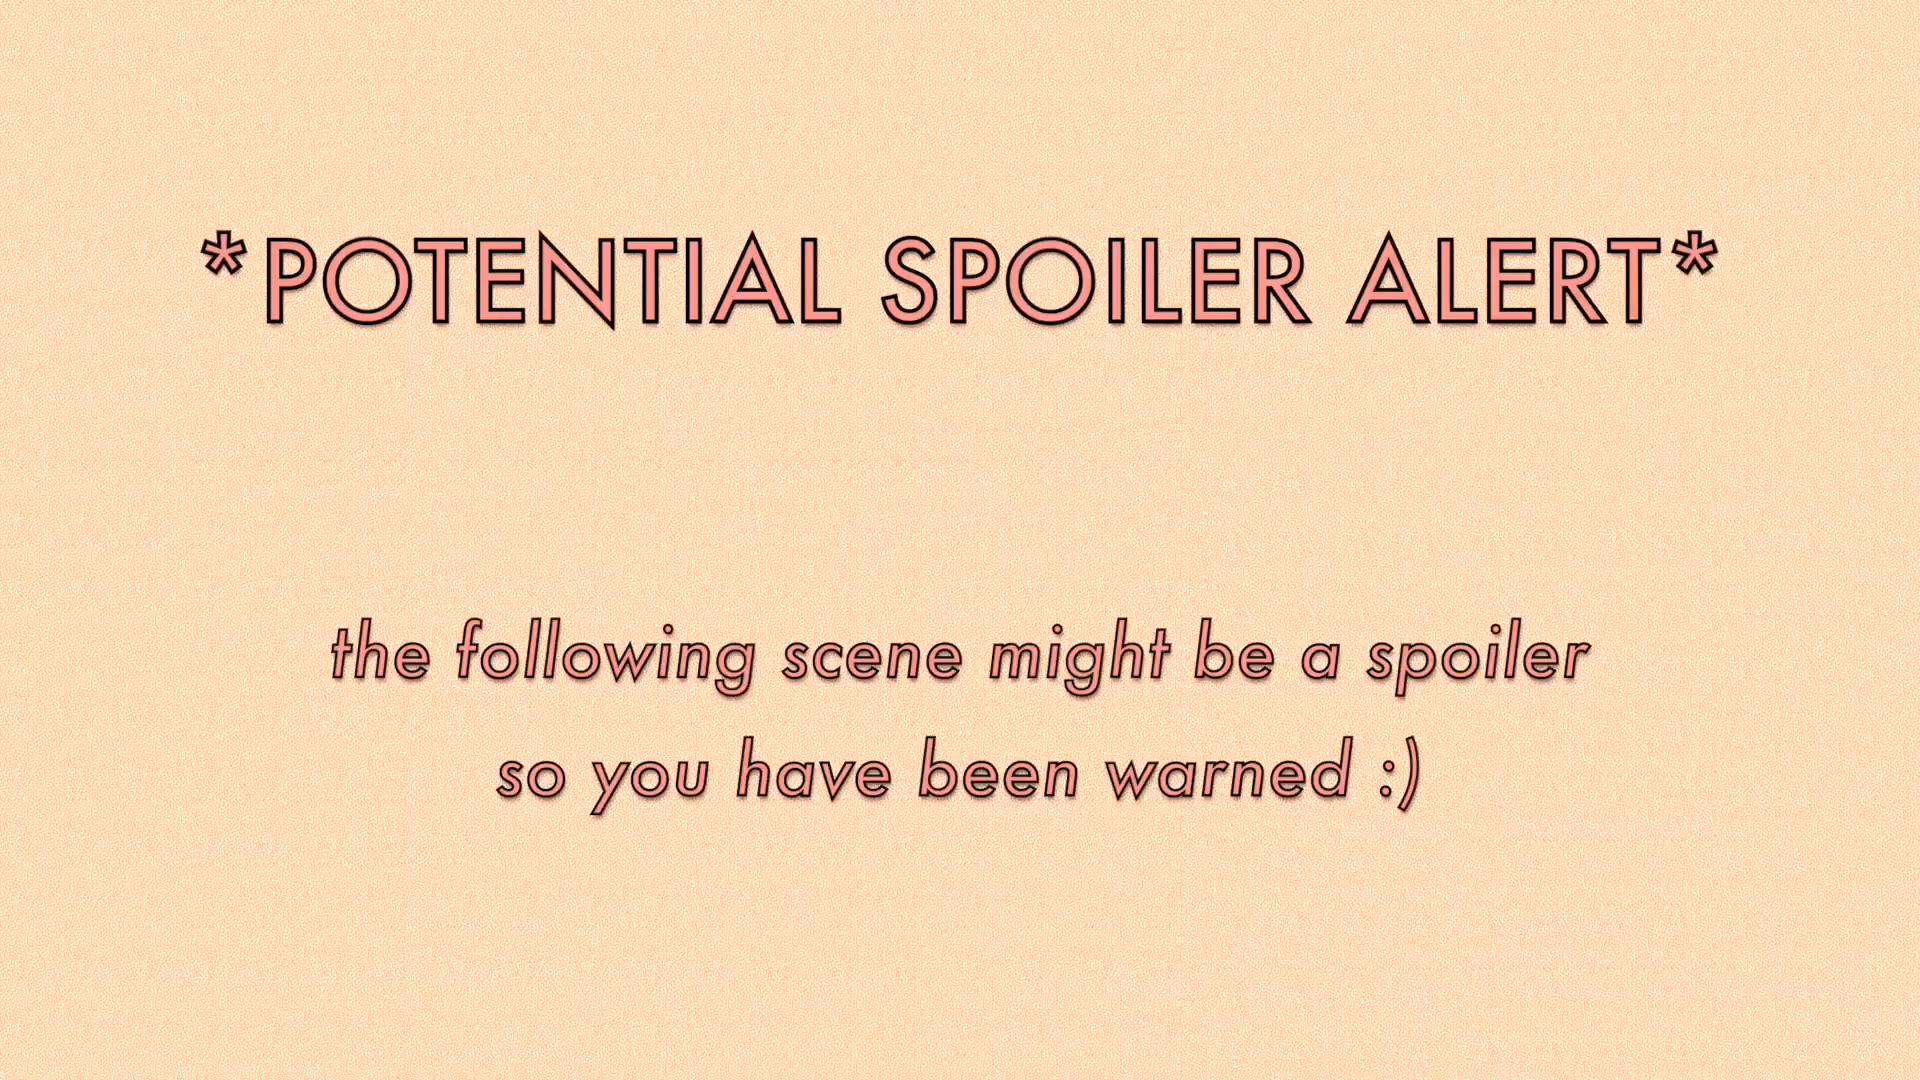 *POTENTIAL SPOILER ALERT*
the following scene might be a spoiler
so you have been warned :)